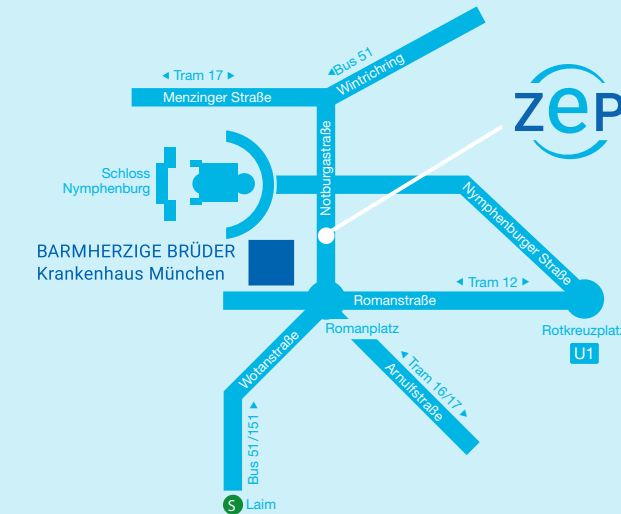 Bus 51
Wintrichring
Tram 17
Menzinger Straße
zeP
Notburgastraße
Schloss
Nymphenburg
Nymphenburger Straße
BARMHERZIGE BRÜDER
Krankenhaus München
Tram 12
Romanstraße
Romanplatz
Rotkreuzplatz
U1
Wotanstraße
Tram 16/17
Arnulfstraße
Bus 51/151
S Laim